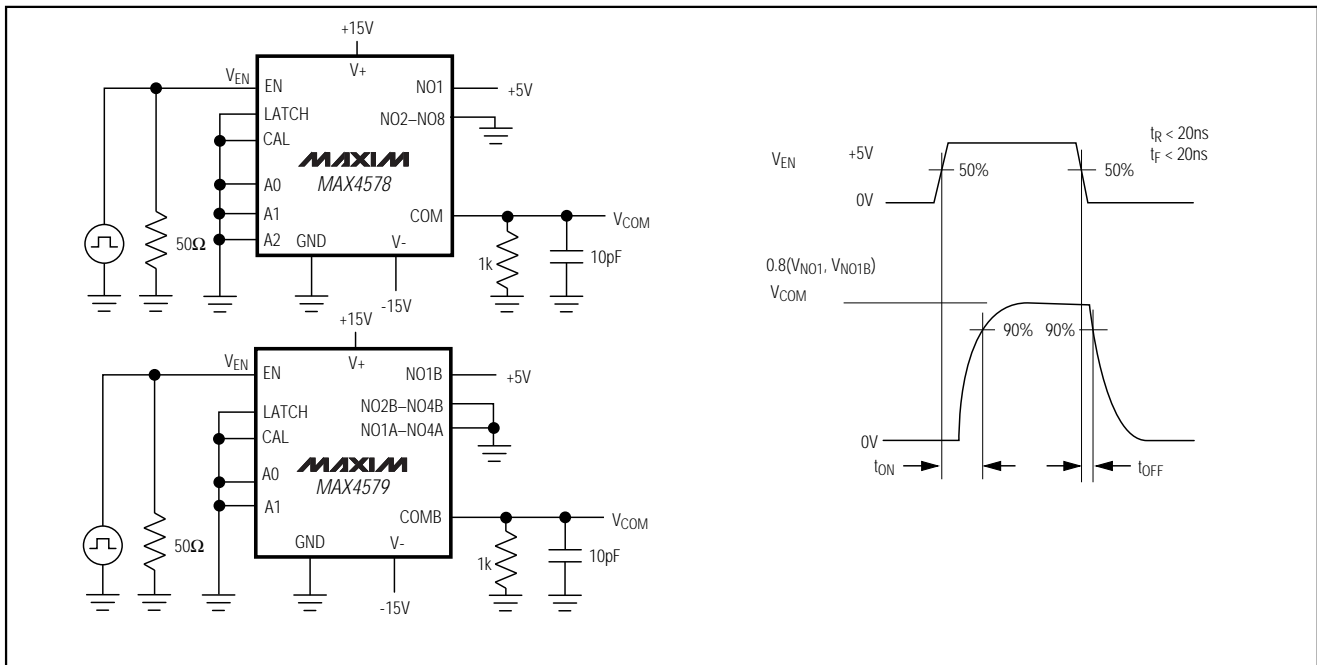 +15V
V+
VEN
EN
NO1
+5V
LATCH
NO2–NO8
CAL
MAXIM
MAX4578
A0
A1
COM
VCOM
A2
GND
V-
50Ω
1k
10pF
-15V
+15V
V+
VEN
EN
NO1B
+5V
LATCH
NO2B–NO4B
CAL
NO1A–NO4A
MAXIM
A0
MAX4579
A1
COMB
VCOM
GND
V-
50Ω
1k
10pF
-15V
tR < 20ns
tF < 20ns
VEN
+5V
50%
50%
0V
0.8(VNO1, VNO1B)
VCOM
90%
90%
0V
tON
tOFF